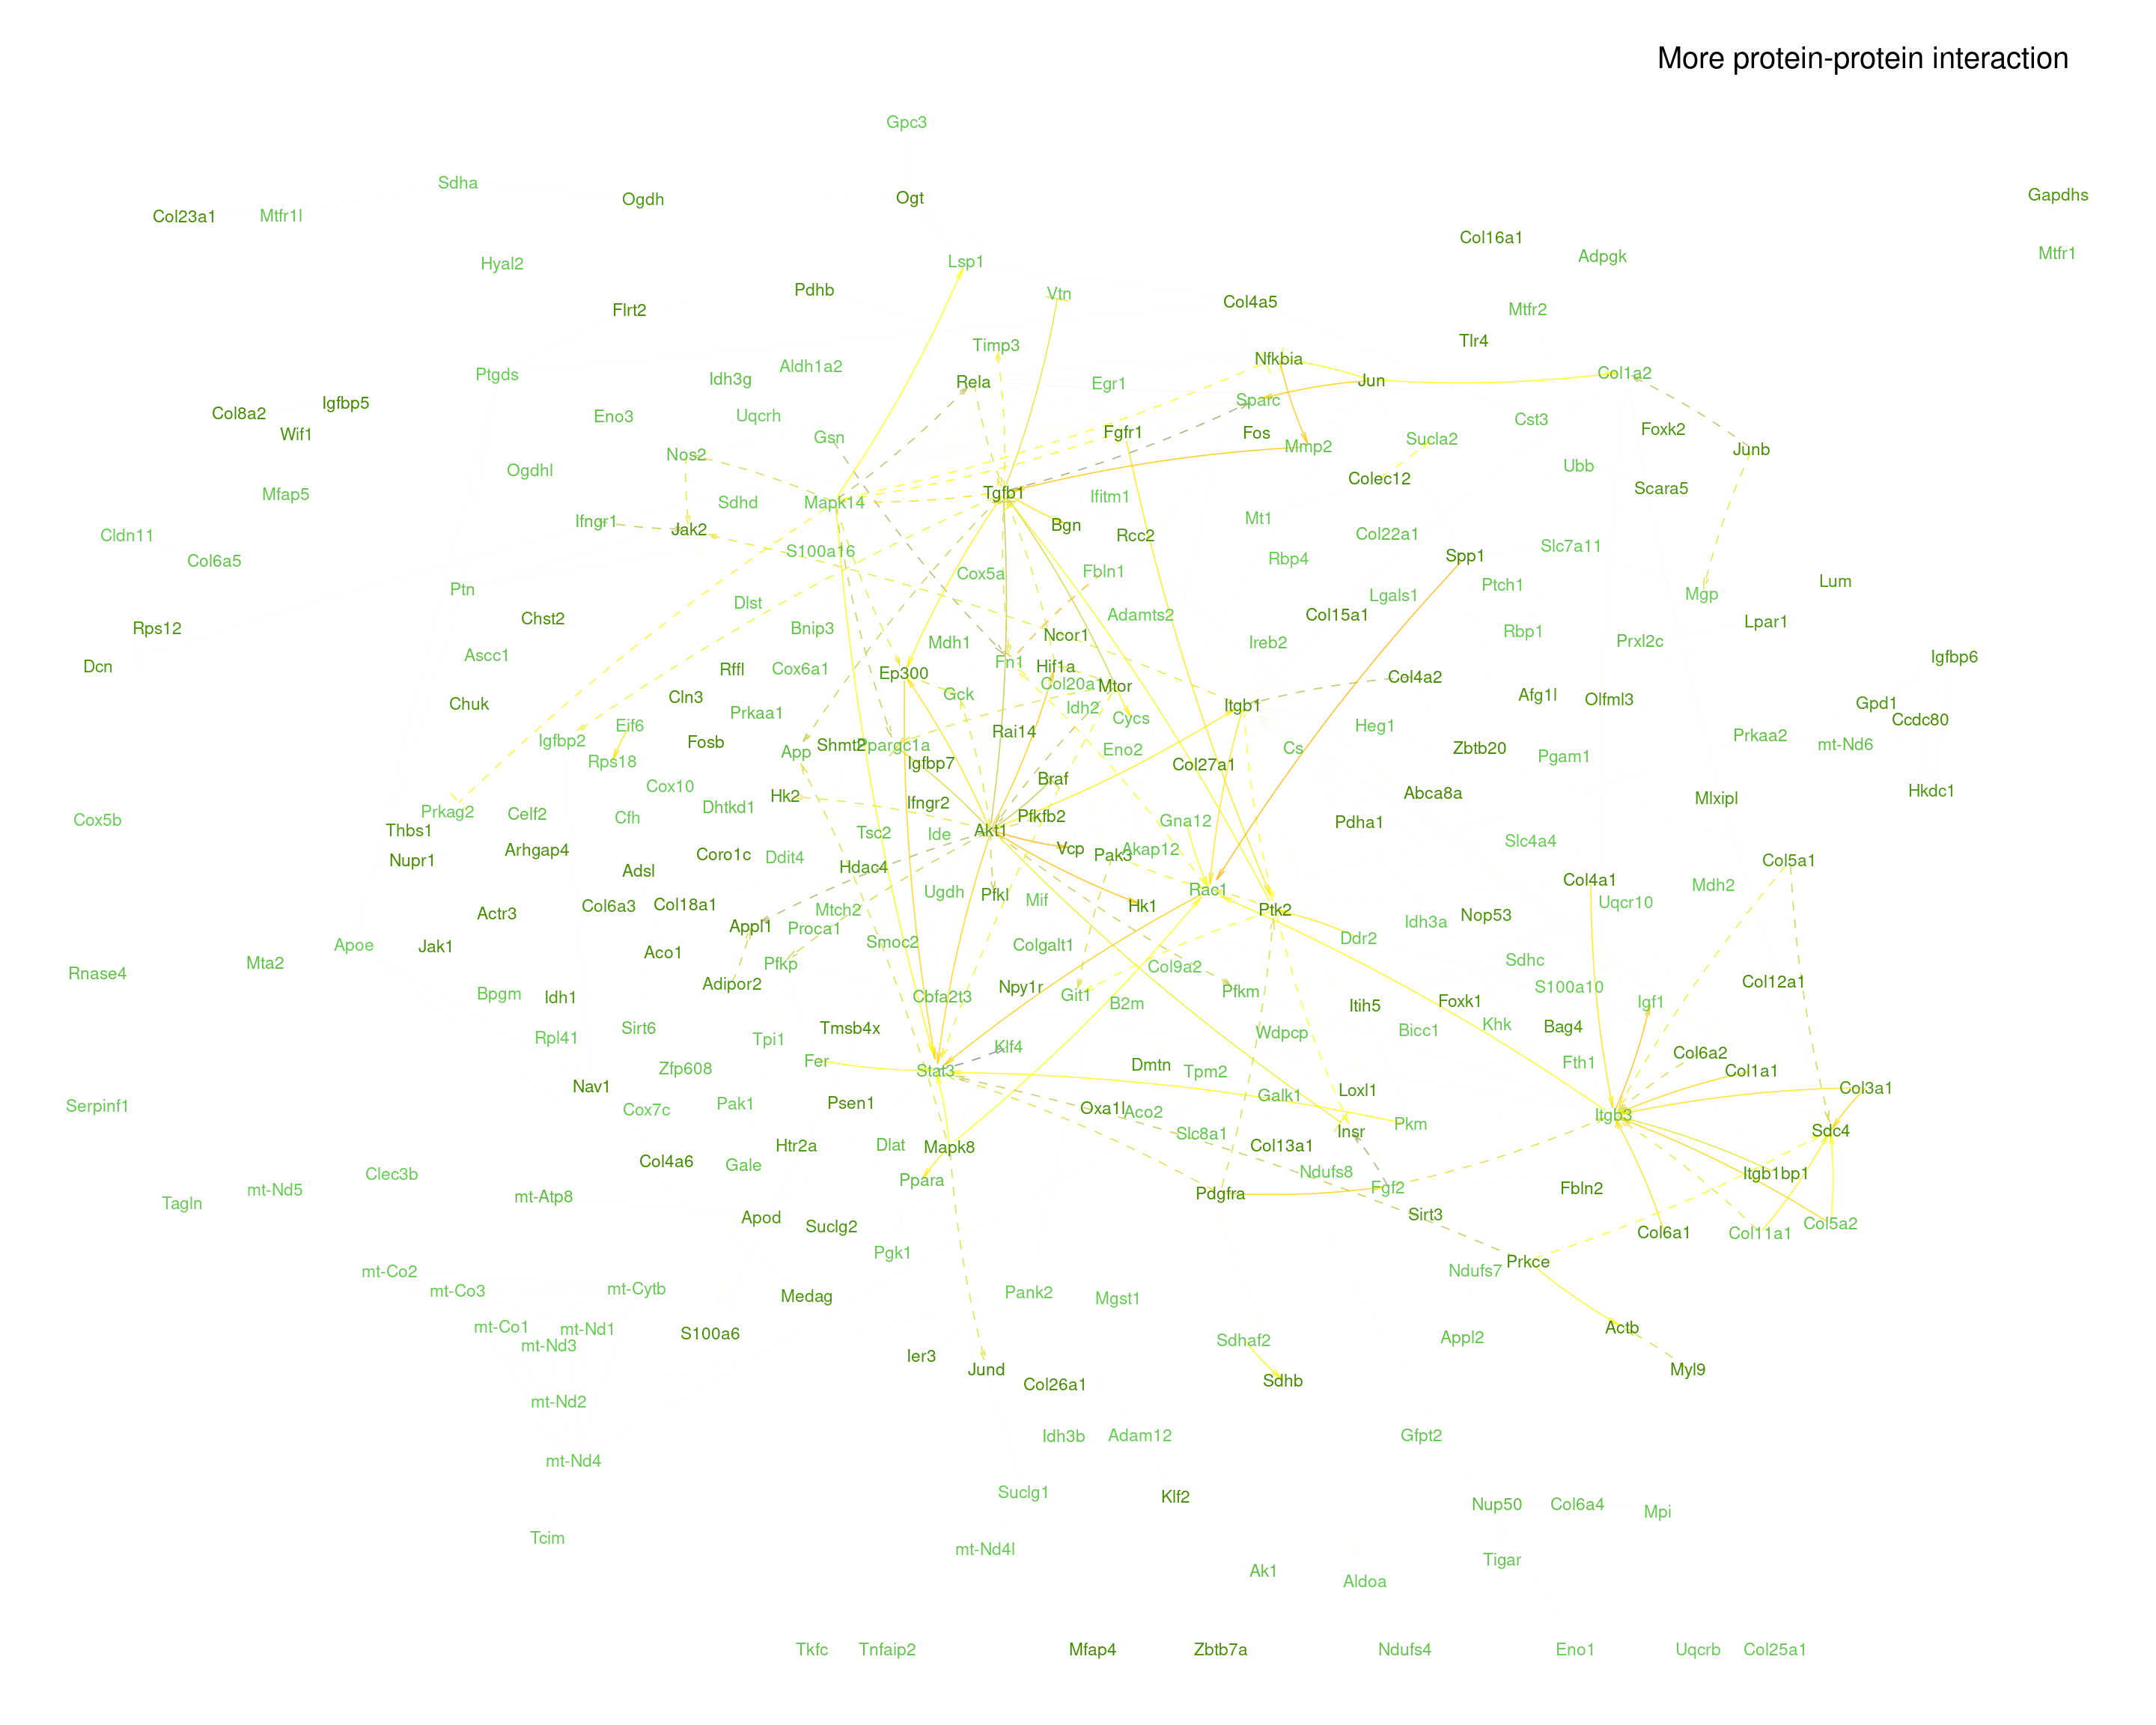 More protein-protein interaction
Gpc3
Sdha
Ogdh
Ogt
Gapdhs
Col23a1
Mtfr1l
Col16a1
Adpgk
Mtfr1
Hyal2
Lsp1
Pdhb
Vtn
Col4a5
Flrt2
Mtfr2
Timp3
Tlr4
Nfkbia
Ptgds
Idh3g
Aldh1a2
Rela
Egr1
Jun
Col1a2
Col8a2
Igfbp5
Eno3
Uqcrh
Sparc
Cst3
Wif1
Gsn
Fgfr1
Fos
Mmp2
Sucla2
Foxk2
Junb
Nos2
Ogdhl
Colec12
Ubb
Scara5
Mfap5
Sdhd
Mapk14
Tgfb1
Ifitm1
Cldn11
Ifngr1
Jak2
Bgn
Rcc2
Mt1
Col22a1
Col6a5
S100a16
Rbp4
Spp1
Slc7a11
Ptn
Cox5a
Fbln1
Lgals1
Ptch1
Mgp
Lum
Rps12
Chst2
Dlst
Bnip3
Adamts2
Col15a1
Rbp1
Lpar1
Dcn
Ascc1
Rffl
Cox6a1
Mdh1
Ncor1
Ireb2
Prxl2c
Igfbp6
Ep300
Fn1
Hif1a
Col20a1
Mtor
Col4a2
Chuk
Cln3
Prkaa1
Gck
Idh2
Cycs
Itgb1
Heg1
Afg1l
Olfml3
Gpd1
Ccdc80
Igfbp2
Eif6
Rps18
Fosb
App
Shmt2
Ppargc1a
Rai14
Eno2
Cs
Zbtb20
Pgam1
Prkaa2
mt-Nd6
Igfbp7
Braf
Col27a1
Cox5b
Prkag2
Celf2
Cox10
Cfh
Dhtkd1
Hk2
Ifngr2
Pfkfb2
Gna12
Abca8a
Mlxipl
Hkdc1
Thbs1
Tsc2
Ide
Akt1
Pdha1
Nupr1
Arhgap4
Adsl
Coro1c
Ddit4
Hdac4
Vcp
Pak3
Akap12
Slc4a4
Col5a1
Actr3
Col6a3
Col18a1
Mtch2
Ugdh
Pfkl
Mif
Hk1
Rac1
Ptk2
Col4a1
Uqcr10
Mdh2
Apoe
Jak1
Aco1
Appl1
Proca1
Smoc2
Colgalt1
Ddr2
Idh3a
Nop53
Rnase4
Mta2
Pfkp
Adipor2
Col9a2
Sdhc
Col12a1
Bpgm
Idh1
Cbfa2t3
Npy1r
Git1
B2m
Pfkm
Itih5
Foxk1
S100a10
Igf1
Rpl41
Sirt6
Tpi1
Tmsb4x
Klf4
Wdpcp
Bicc1
Khk
Bag4
Zfp608
Fer
Stat3
Dmtn
Tpm2
Fth1
Col6a2
Col1a1
Nav1
Galk1
Loxl1
Col3a1
Serpinf1
Cox7c
Pak1
Psen1
Oxa1l
Aco2
Itgb3
Pkm
Sdc4
Htr2a
Dlat
Mapk8
Slc8a1
Col13a1
Insr
Clec3b
Col4a6
Gale
Ppara
Ndufs8
Itgb1bp1
mt-Nd5
mt-Atp8
Pdgfra
Fgf2
Fbln2
Tagln
Apod
Suclg2
Sirt3
Col6a1
Col11a1
Col5a2
mt-Co2
mt-Co3
mt-Cytb
Pgk1
Prkce
Ndufs7
Medag
Pank2
Mgst1
mt-Co1
mt-Nd1
mt-Nd3
S100a6
Sdhaf2
Appl2
Actb
Ier3
Jund
Col26a1
Sdhb
Myl9
mt-Nd2
Idh3b
Adam12
Gfpt2
mt-Nd4
Suclg1
Klf2
Nup50
Col6a4
Mpi
Tcim
mt-Nd4l
Ak1
Aldoa
Tigar
Tkfc
Tnfaip2
Mfap4
Zbtb7a
Ndufs4
Eno1
Uqcrb
Col25a1